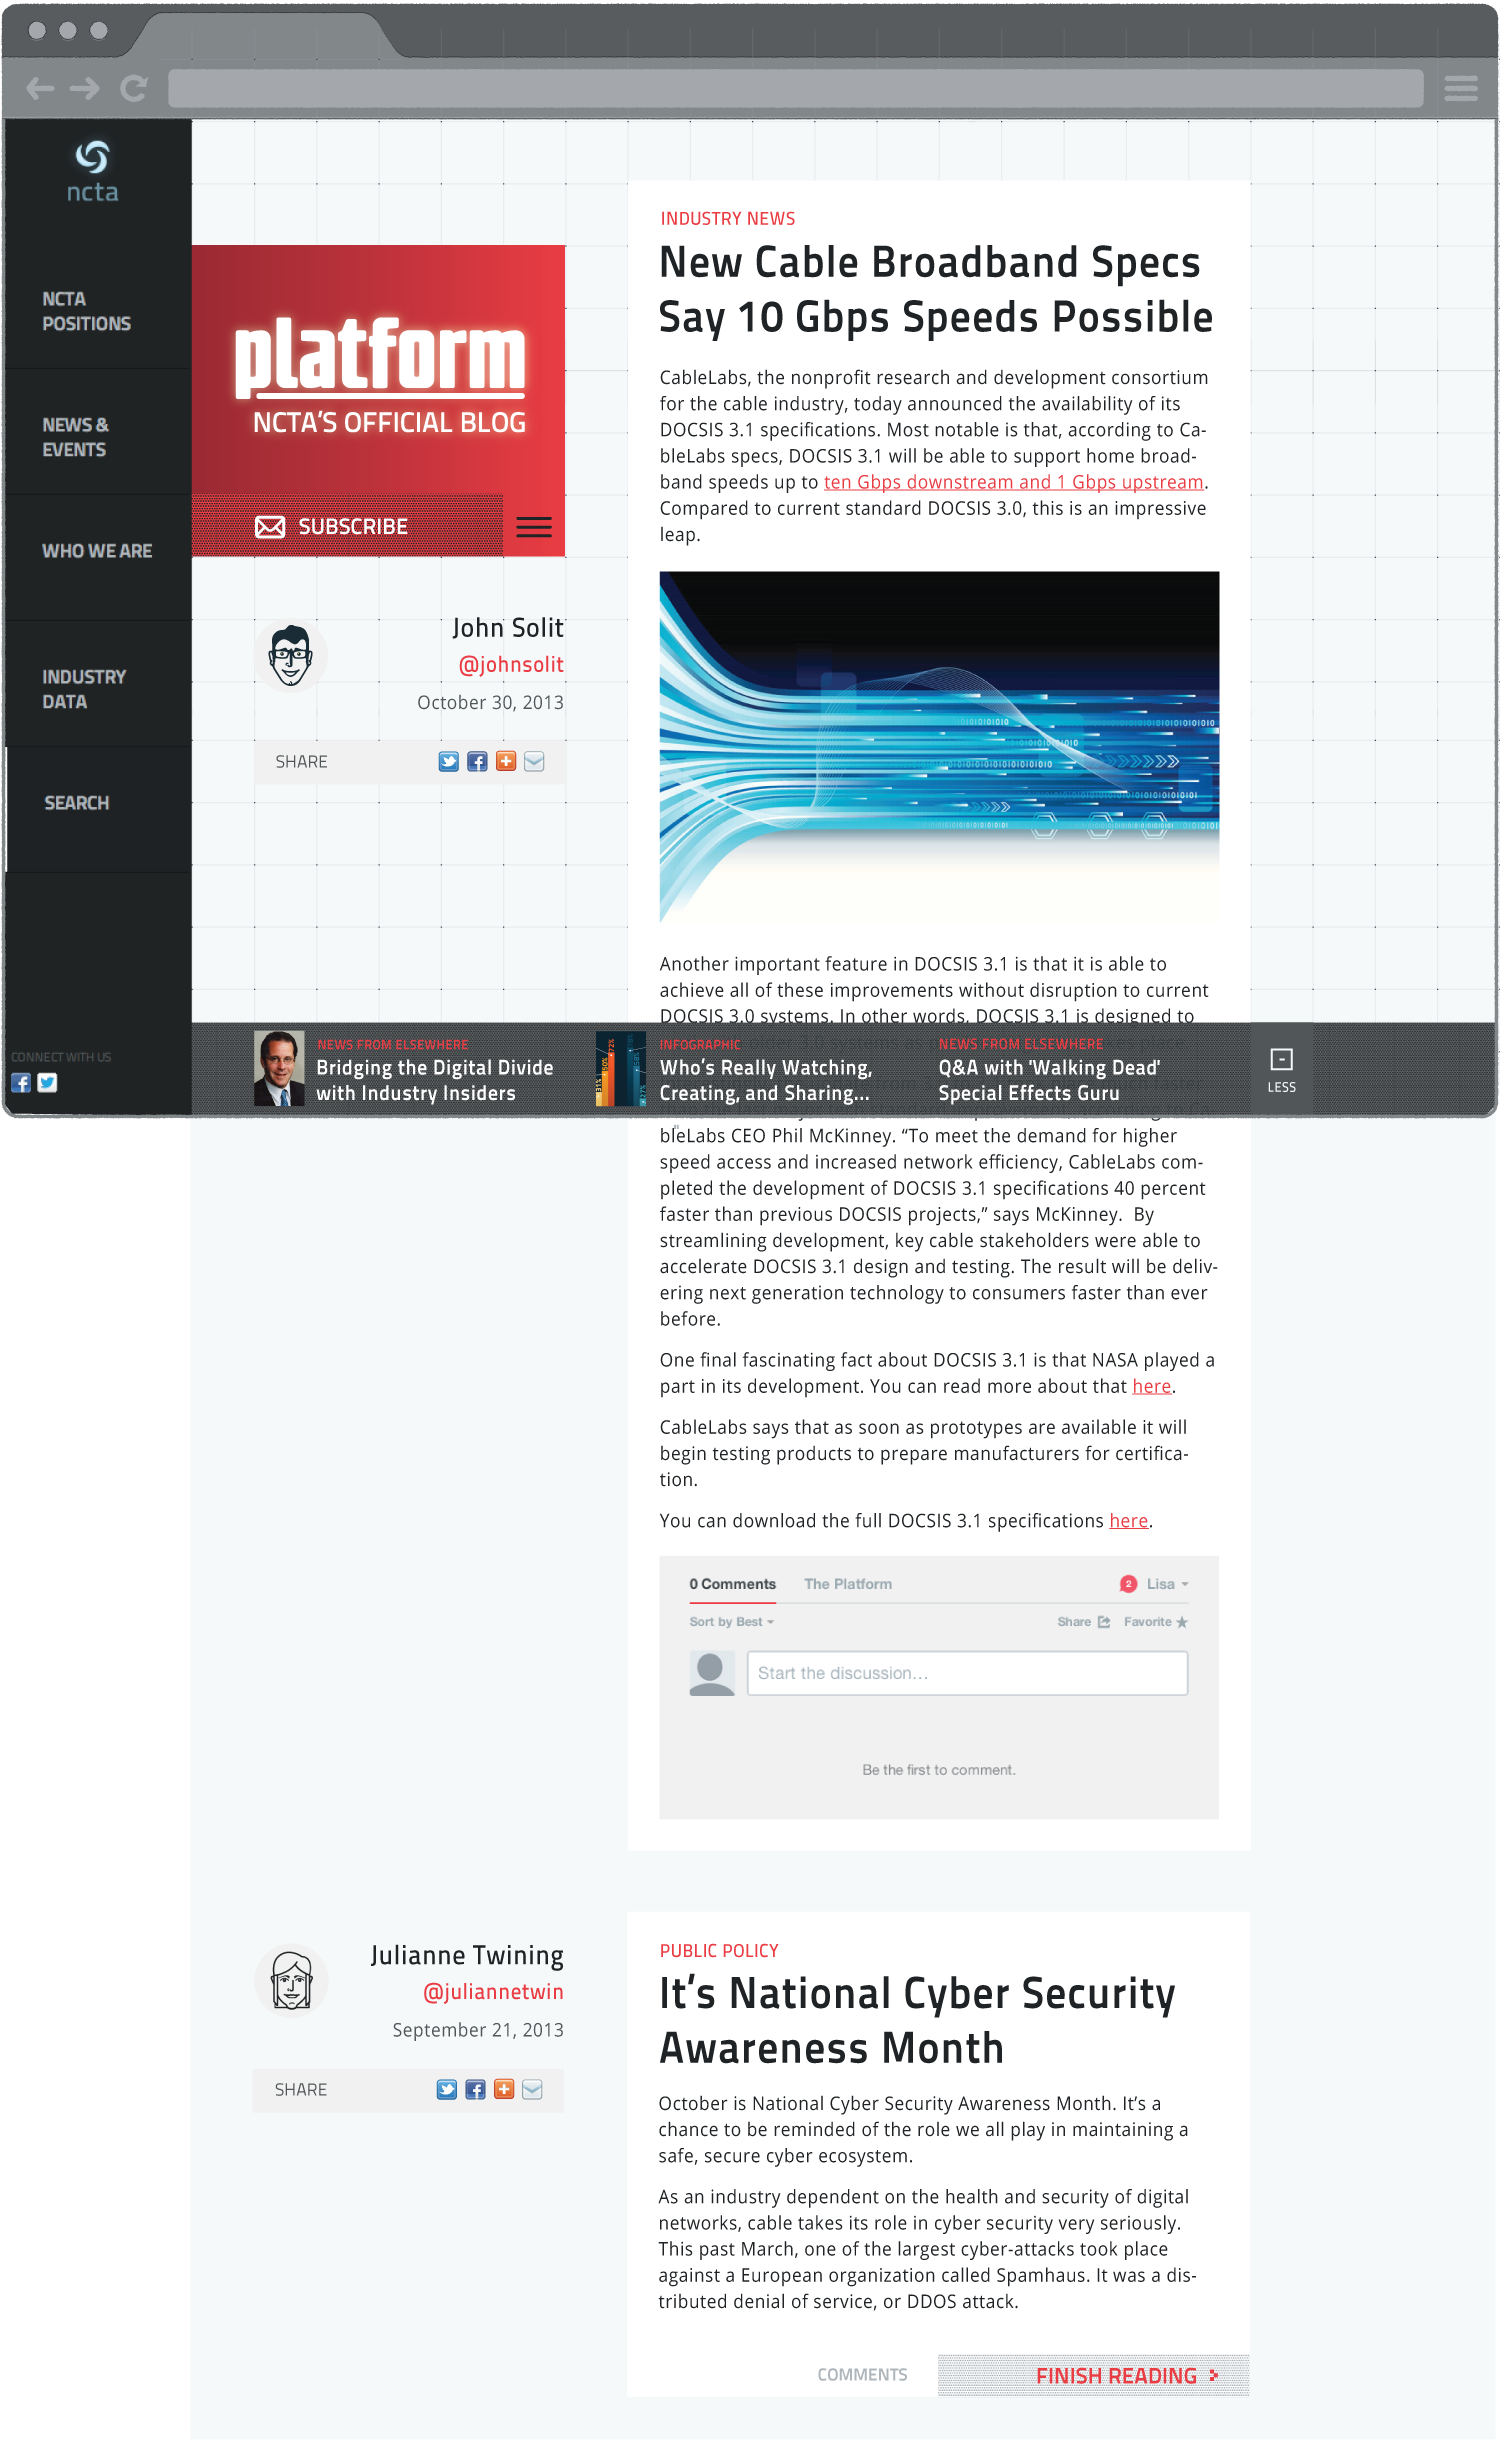 ncta
NCTA
POSITIONS
NEWS &
EVENTS
WHO WE ARE
INDUSTRY
DATA
SEARCH
CONNECT WITH US
platform
NCTA'S OFFICIAL BLOG
SUBSCRIBE
John Solit
@johnsolit
October 30, 2013
SHARE
INDUSTRY NEWS
New Cable Broadband Specs
Say 10 Gbps Speeds Possible
CableLabs, the nonprofit research and development consortium
for the cable industry, today announced the availability of its
DOCSIS 3.1 specifications. Most notable is that, according to Ca-
bleLabs specs, DOCSIS 3.1 will be able to support home broad-
band speeds up to ten Gbps downstream and 1 Gbps upstream.
Compared to current standard DOCSIS 3.0, this is an impressive
leap.
Another important feature in DOCSIS 3.1 is that it is able to
achieve all of these improvements without disruption to current
DOCSIS 3.0 systems. In other words, DOCSIS 3.1 is designed to
NEWS FROM ELSEWHERE
Bridging the Digital Divide
with Industry Insiders
INFOGRAPHIC
Who's Really Watching,
Creating, and Sharing...
NEWS FROM ELSEWHERE
Q&A with 'Walking Dead'
Special Effects Guru
LESS
bleLabs CEO Phil McKinney. “To meet the demand for higher
speed access and increased network efficiency, CableLabs com-
pleted the development of DOCSIS 3.1 specifications 40 percent
faster than previous DOCSIS projects,” says McKinney. By
streamlining development, key cable stakeholders were able to
accelerate DOCSIS 3.1 design and testing. The result will be deliv-
ering next generation technology to consumers faster than ever
before.
One final fascinating fact about DOCSIS 3.1 is that NASA played a
part in its development. You can read more about that here.
CableLabs says that as soon as prototypes are available it will
begin testing products to prepare manufacturers for certifica-
tion.
You can download the full DOCSIS 3.1 specifications here.
0 Comments The Platform 2 Lisa
Sort by Best Share Favorite
Start the discussion...
Be the first to comment.
Julianne Twining
@juliannetwin
September 21, 2013
SHARE
PUBLIC POLICY
It's National Cyber Security
Awareness Month
October is National Cyber Security Awareness Month. It's a
chance to be reminded of the role we all play in maintaining a
safe, secure cyber ecosystem.
As an industry dependent on the health and security of digital
networks, cable takes its role in cyber security very seriously.
This past March, one of the largest cyber-attacks took place
against a European organization called Spamhaus. It was a dis-
tributed denial of service, or DDOS attack.
COMMENTS
FINISH READING